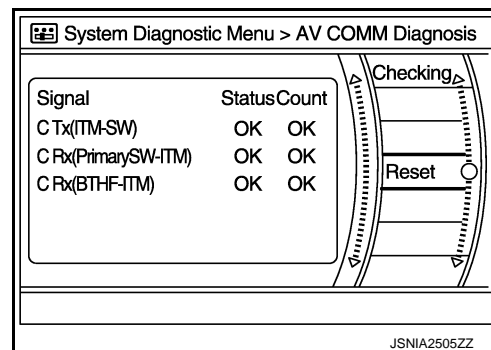 System Diagnostic Menu > AV COMM Diagnosis
Checking
Signal Status Count
C Tx(ITM-SW) OK OK
C Rx(PrimarySW-ITM) OK OK
C Rx(BTHF-ITM) OK OK
Reset
JSNIA2505ZZ